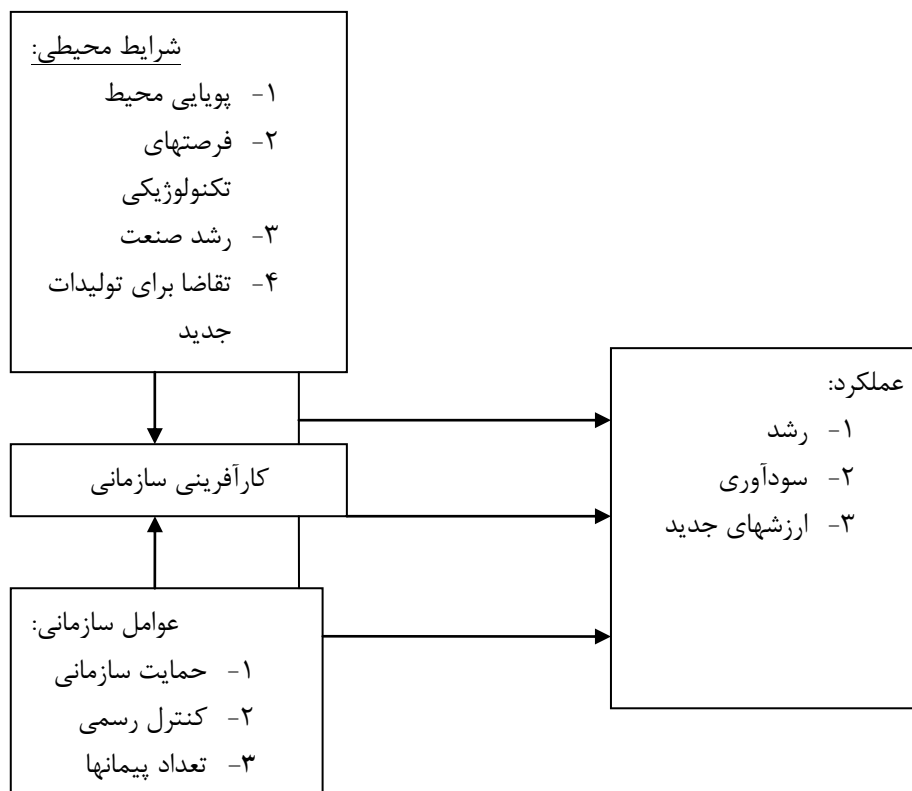 شرایط محیطی:
۱- پویایی محیط
۲- فرصتهای
تکنولوژیکی
۳- رشد صنعت
۴- تقاضا برای تولیدات
جدید
کارآفرینی سازمانی
عوامل سازمانی:
۱- حمایت سازمانی
۲- کنترل رسمی
۳- تعداد پیمانها
عملکرد:
۱- رشد
۲- سودآوری
۳- ارزشهای جدید